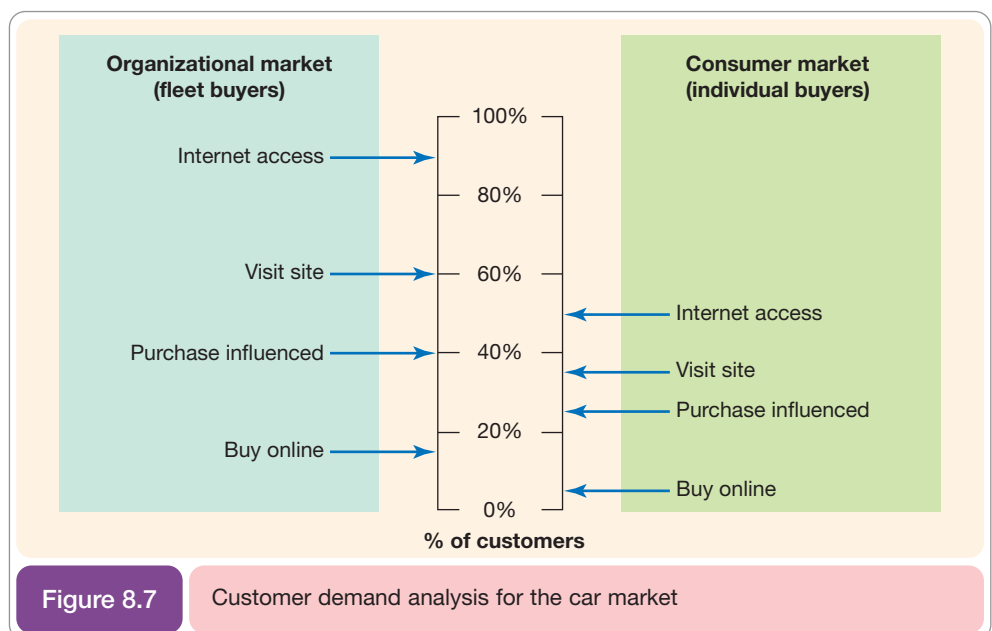 Organizational market
(fleet buyers)
Consumer market
(individual buyers)
100%
Internet access
80%
Visit site
60%
Internet access
Purchase influenced
40%
Visit site
Purchase influenced
20%
Buy online
Buy online
0%
% of customers
Figure 8.7
Customer demand analysis for the car market